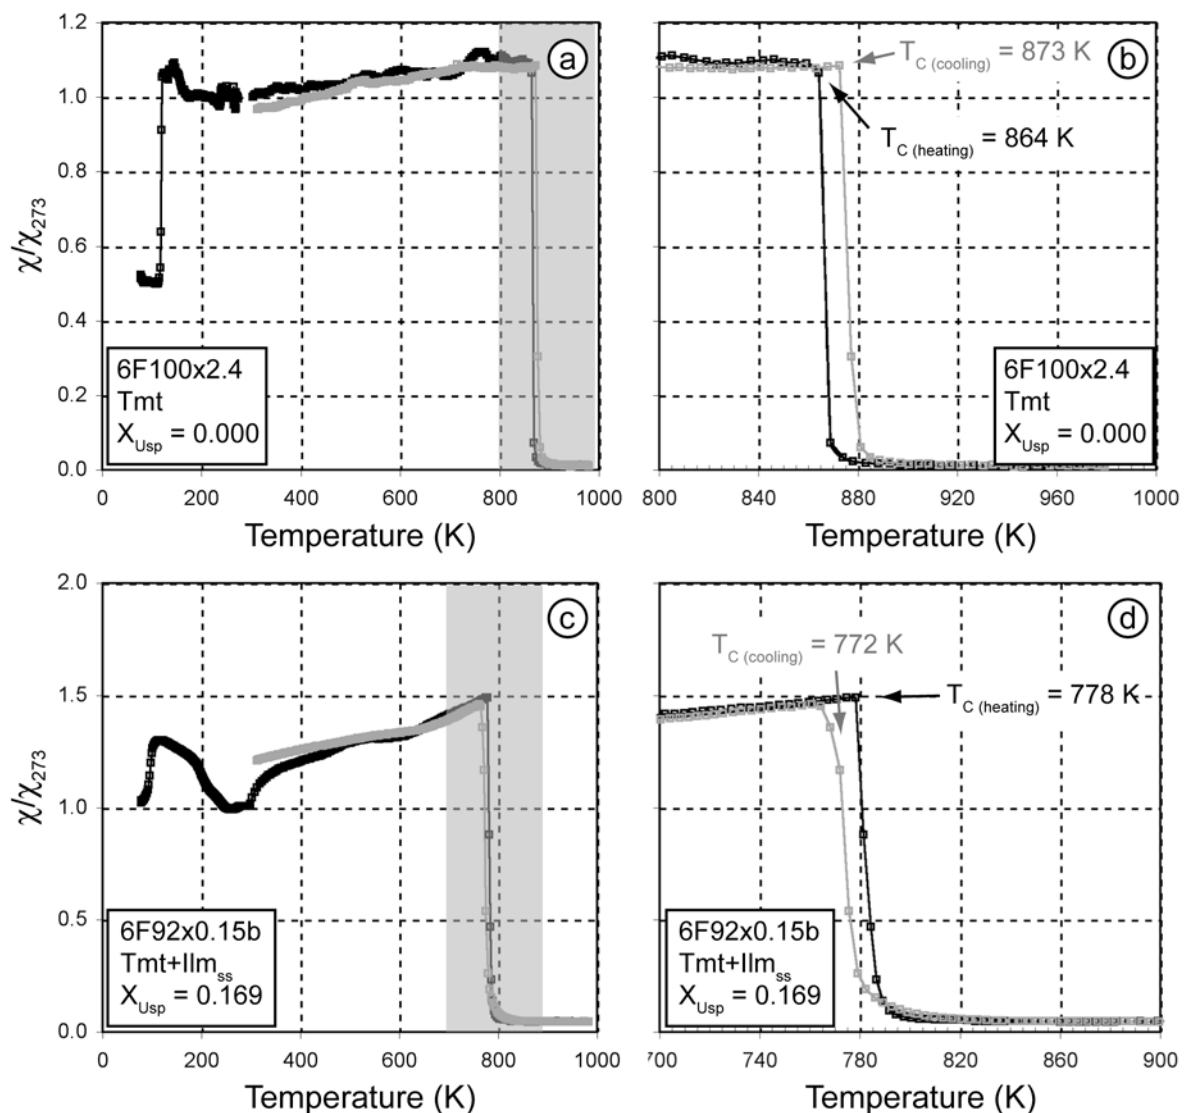 1.2
1.0
0.8
0.6
0.4
0.2
0.0
χ/χ273
a
6F100x2.4
Tmt
XUsp = 0.000
0 200 400 600 800 1000
Temperature (K)
b
TC (cooling) = 873 K
TC (heating) = 864 K
6F100x2.4
Tmt
XUsp = 0.000
800 840 880 920 960 1000
Temperature (K)
2.0
1.5
1.0
0.5
0.0
χ/χ273
c
6F92x0.15b
Tmt+Ilmss
XUsp = 0.169
0 200 400 600 800 1000
Temperature (K)
d
TC (cooling) = 772 K
TC (heating) = 778 K
6F92x0.15b
Tmt+Ilmss
XUsp = 0.169
700 740 780 820 860 900
Temperature (K)